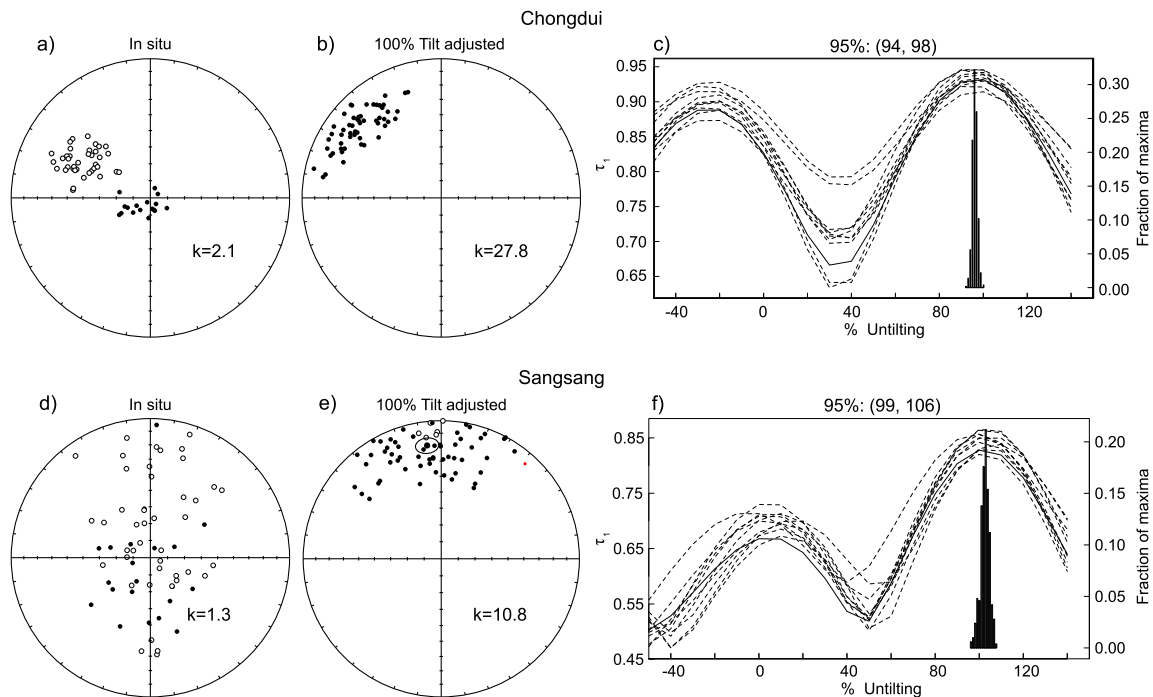 Chongdui
a) In situ
b) 100% Tilt adjusted
c) 95%: (94, 98)
k=2.1
k=27.8
0.95
0.90
0.85
0.80
0.75
0.70
0.65
τ1
0.30
0.25
0.20
0.15
0.10
0.05
0.00
Fraction of maxima
-40 0 40 80 120
% Untilting
Sangsang
d) In situ
e) 100% Tilt adjusted
f) 95%: (99, 106)
k=1.3
k=10.8
0.85
0.75
0.65
0.55
0.45
τ1
0.20
0.15
0.10
0.05
0.00
Fraction of maxima
-40 0 40 80 120
% Untilting